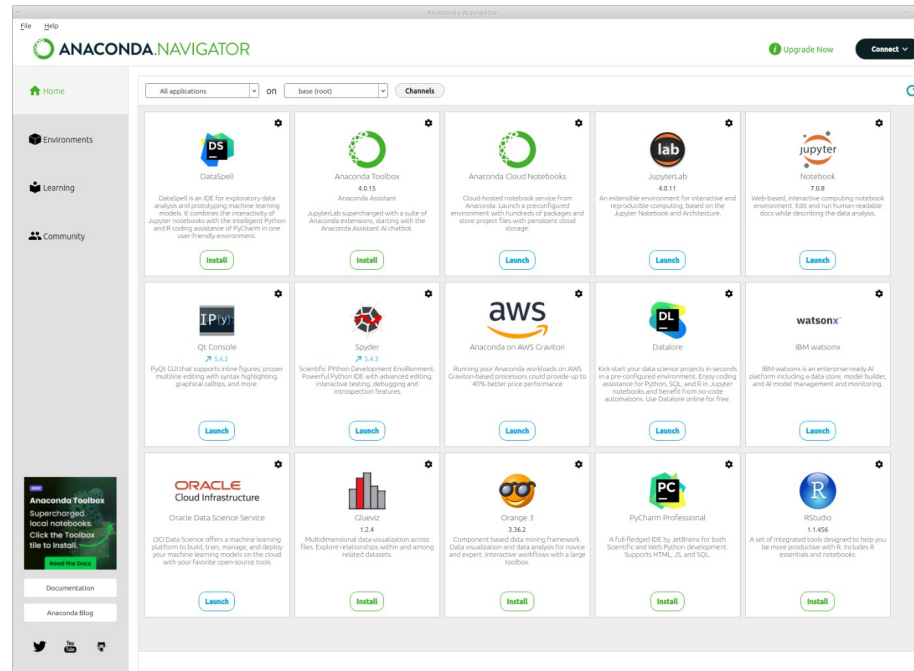 Anaconda Navigator
File Help
ANACONDA.NAVIGATOR
Upgrade Now
Connect
Home
Environments
Learning
Community
All applications
on
base (root)
Channels
DS
DataSpell
DataSpell is an IDE for exploratory data
analysis and prototyping machine learning
models. It combines the interactivity of
Jupyter notebooks with the intelligent Python
and R coding assistance of PyCharm in one
user-friendly environment.
Install
Anaconda Toolbox
4.0.15
Anaconda Assistant
JupyterLab supercharged with a suite of
Anaconda extensions, starting with the
Anaconda Assistant AI chatbot.
Install
Anaconda Cloud Notebooks
Cloud-hosted notebook service from
Anaconda. Launch a preconfigured
environment with hundreds of packages and
store project files with persistent cloud
storage.
Launch
lab
JupyterLab
4.0.11
An extensible environment for interactive and
reproducible computing, based on the
Jupyter Notebook and Architecture.
Launch
jupyter
Notebook
7.0.8
Web-based, interactive computing notebook
environment. Edit and run human-readable
docs while describing the data analysis.
Launch
IP[y]:
Qt Console
5.4.2
PyQt GUI that supports inline figures, proper
multiline editing with syntax highlighting,
graphical calltips, and more.
Launch
Spyder
5.4.3
Scientific PYthon Development EnviRonment.
Powerful Python IDE with advanced editing,
interactive testing, debugging and
introspection features
Launch
aws
Anaconda on AWS Graviton
Running your Anaconda workloads on AWS
Graviton-based processors could provide up to
40% better price performance
Launch
DL
Datalore
Kick-start your data science projects in seconds
in a pre-configured environment. Enjoy coding
assistance for Python, SQL, and R in Jupyter
notebooks and benefit from no-code
automations. Use Datalore online for free.
Launch
watsonx
IBM watsonx
IBM watsonx is an enterprise-ready AI
platform including a data store, model builder,
and AI model management and monitoring.
Launch
ORACLE
Cloud Infrastructure
Oracle Data Science Service
OCI Data Science offers a machine learning
platform to build, train, manage, and deploy
your machine learning models on the cloud
with your favorite open-source tools
Launch
Glueviz
1.2.4
Multidimensional data visualization across
files. Explore relationships within and among
related datasets.
Install
Orange 3
3.36.2
Component based data mining framework.
Data visualization and data analysis for novice
and expert. Interactive workflows with a large
toolbox.
Install
PC
PyCharm Professional
A full-fledged IDE by JetBrains for both
Scientific and Web Python development.
Supports HTML, JS, and SQL.
Install
R
RStudio
1.1.456
A set of integrated tools designed to help you
be more productive with R. Includes R
essentials and notebooks.
Install
NEW
Anaconda Toolbox
Supercharged
local notebooks.
Click the Toolbox
tile to Install.
Read the Docs
Documentation
Anaconda Blog
You
Tube